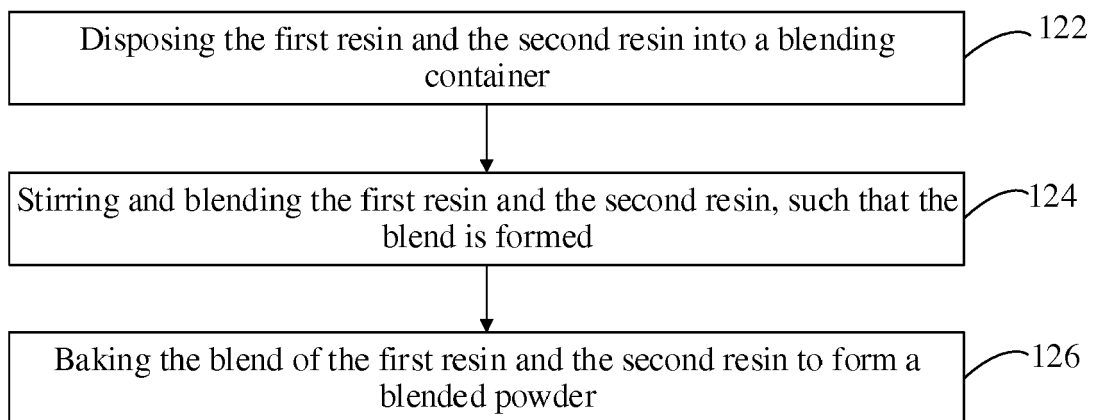 Disposing the first resin and the second resin into a blending
container
122
Stirring and blending the first resin and the second resin, such that the
blend is formed
124
Baking the blend of the first resin and the second resin to form a
blended powder
126